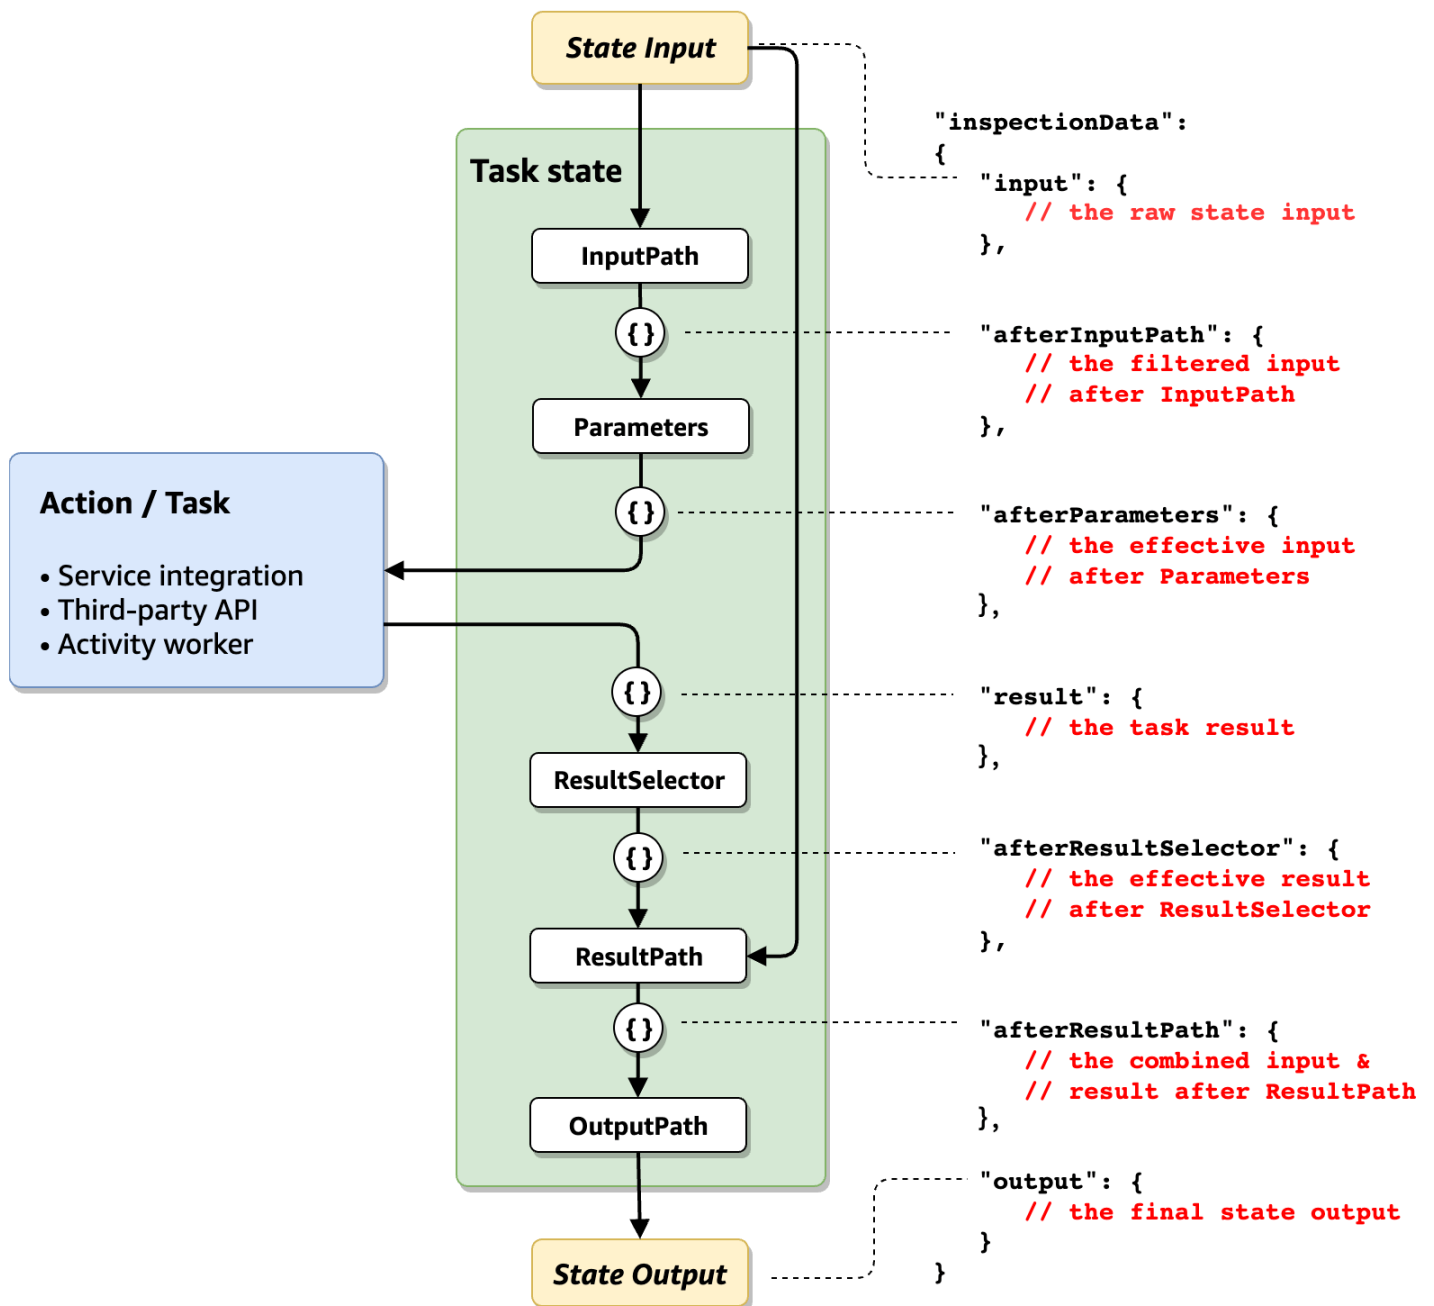 State Input
Task state
InputPath
{ }
Parameters
{ }
Action / Task
• Service integration
• Third-party API
• Activity worker
{ }
ResultSelector
{ }
ResultPath
{ }
OutputPath
State Output
"inspectionData":
{
"input": {
// the raw state input
},
"afterInputPath": {
// the filtered input
// after InputPath
},
"afterParameters": {
// the effective input
// after Parameters
},
"result": {
// the task result
},
"afterResultSelector": {
// the effective result
// after ResultSelector
},
"afterResultPath": {
// the combined input &
// result after ResultPath
},
"output": {
// the final state output
}
}